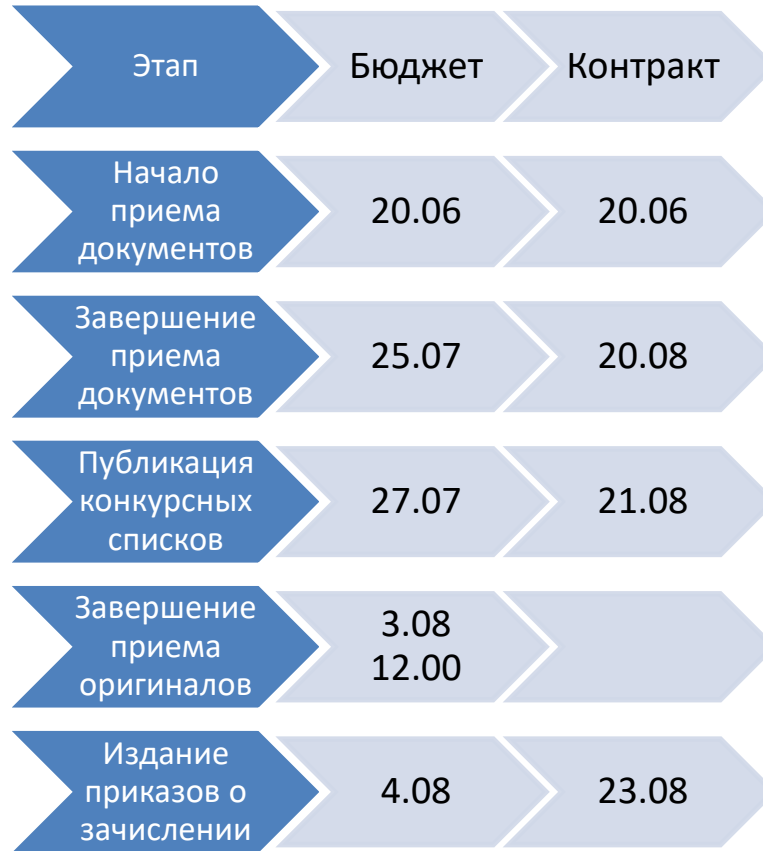 Этап
Бюджет
Контракт
Начало
приема
документов
20.06
20.06
Завершение
приема
документов
25.07
20.08
Публикация
конкурсных
списков
27.07
21.08
Завершение
приема
оригиналов
3.08
12.00
Издание
приказов о
зачислении
4.08
23.08